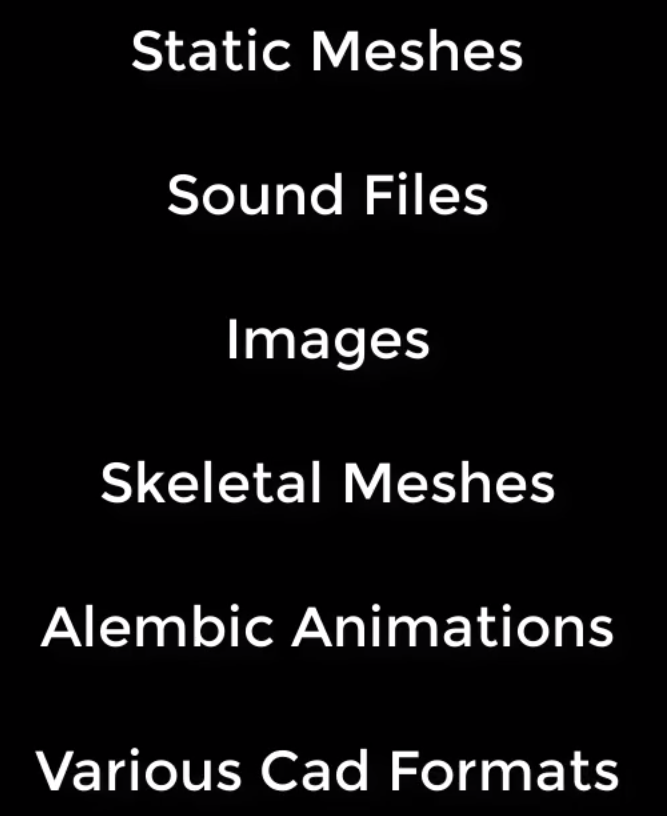 Static Meshes
Sound Files
Images
Skeletal Meshes
Alembic Animations
Various Cad Formats